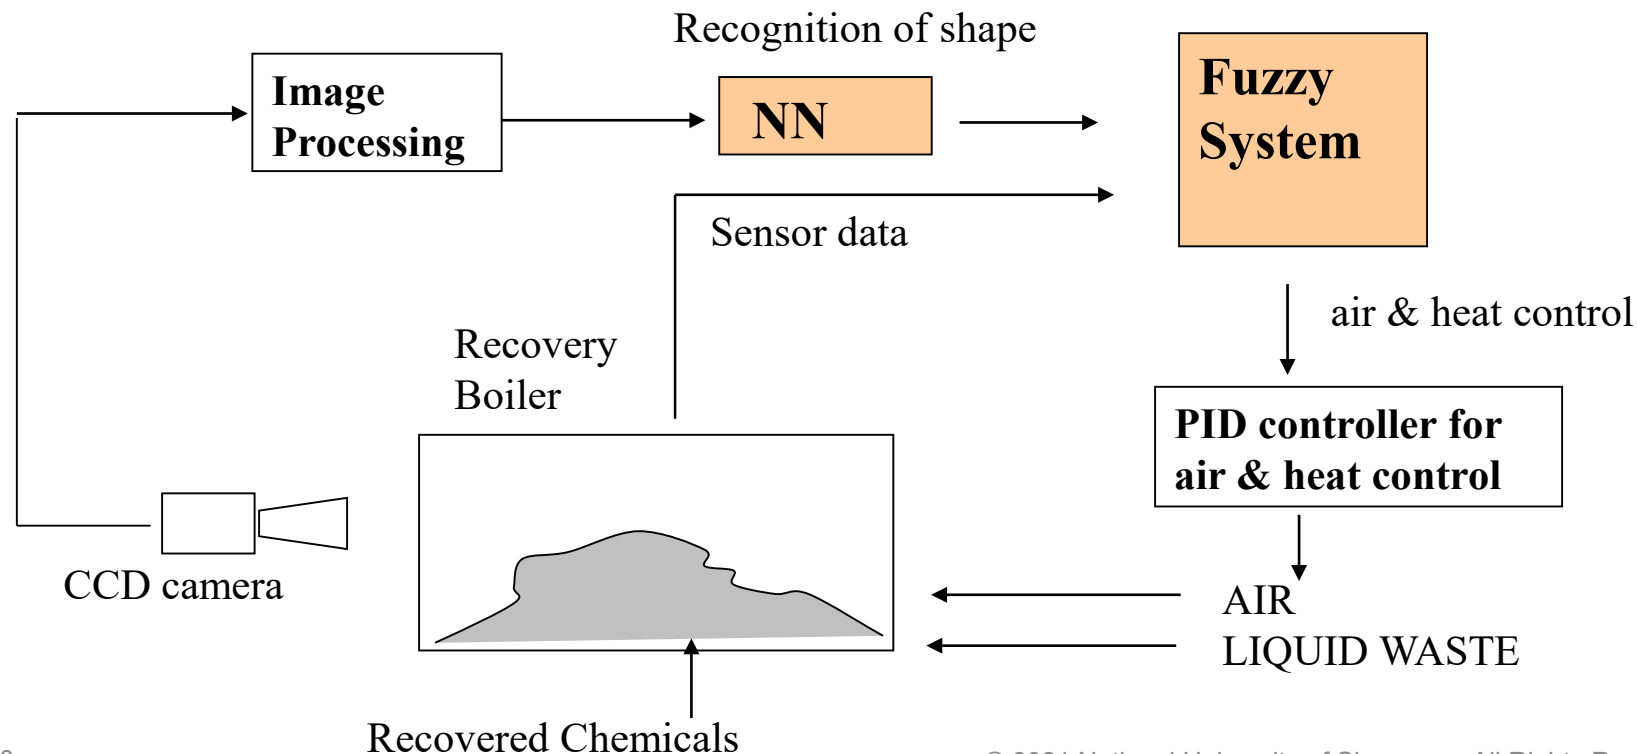 Recognition of shape
Image
Processing
NN
Fuzzy
System
Sensor data
air & heat control
Recovery
Boiler
PID controller for
air & heat control
CCD camera
AIR
LIQUID WASTE
Recovered Chemicals